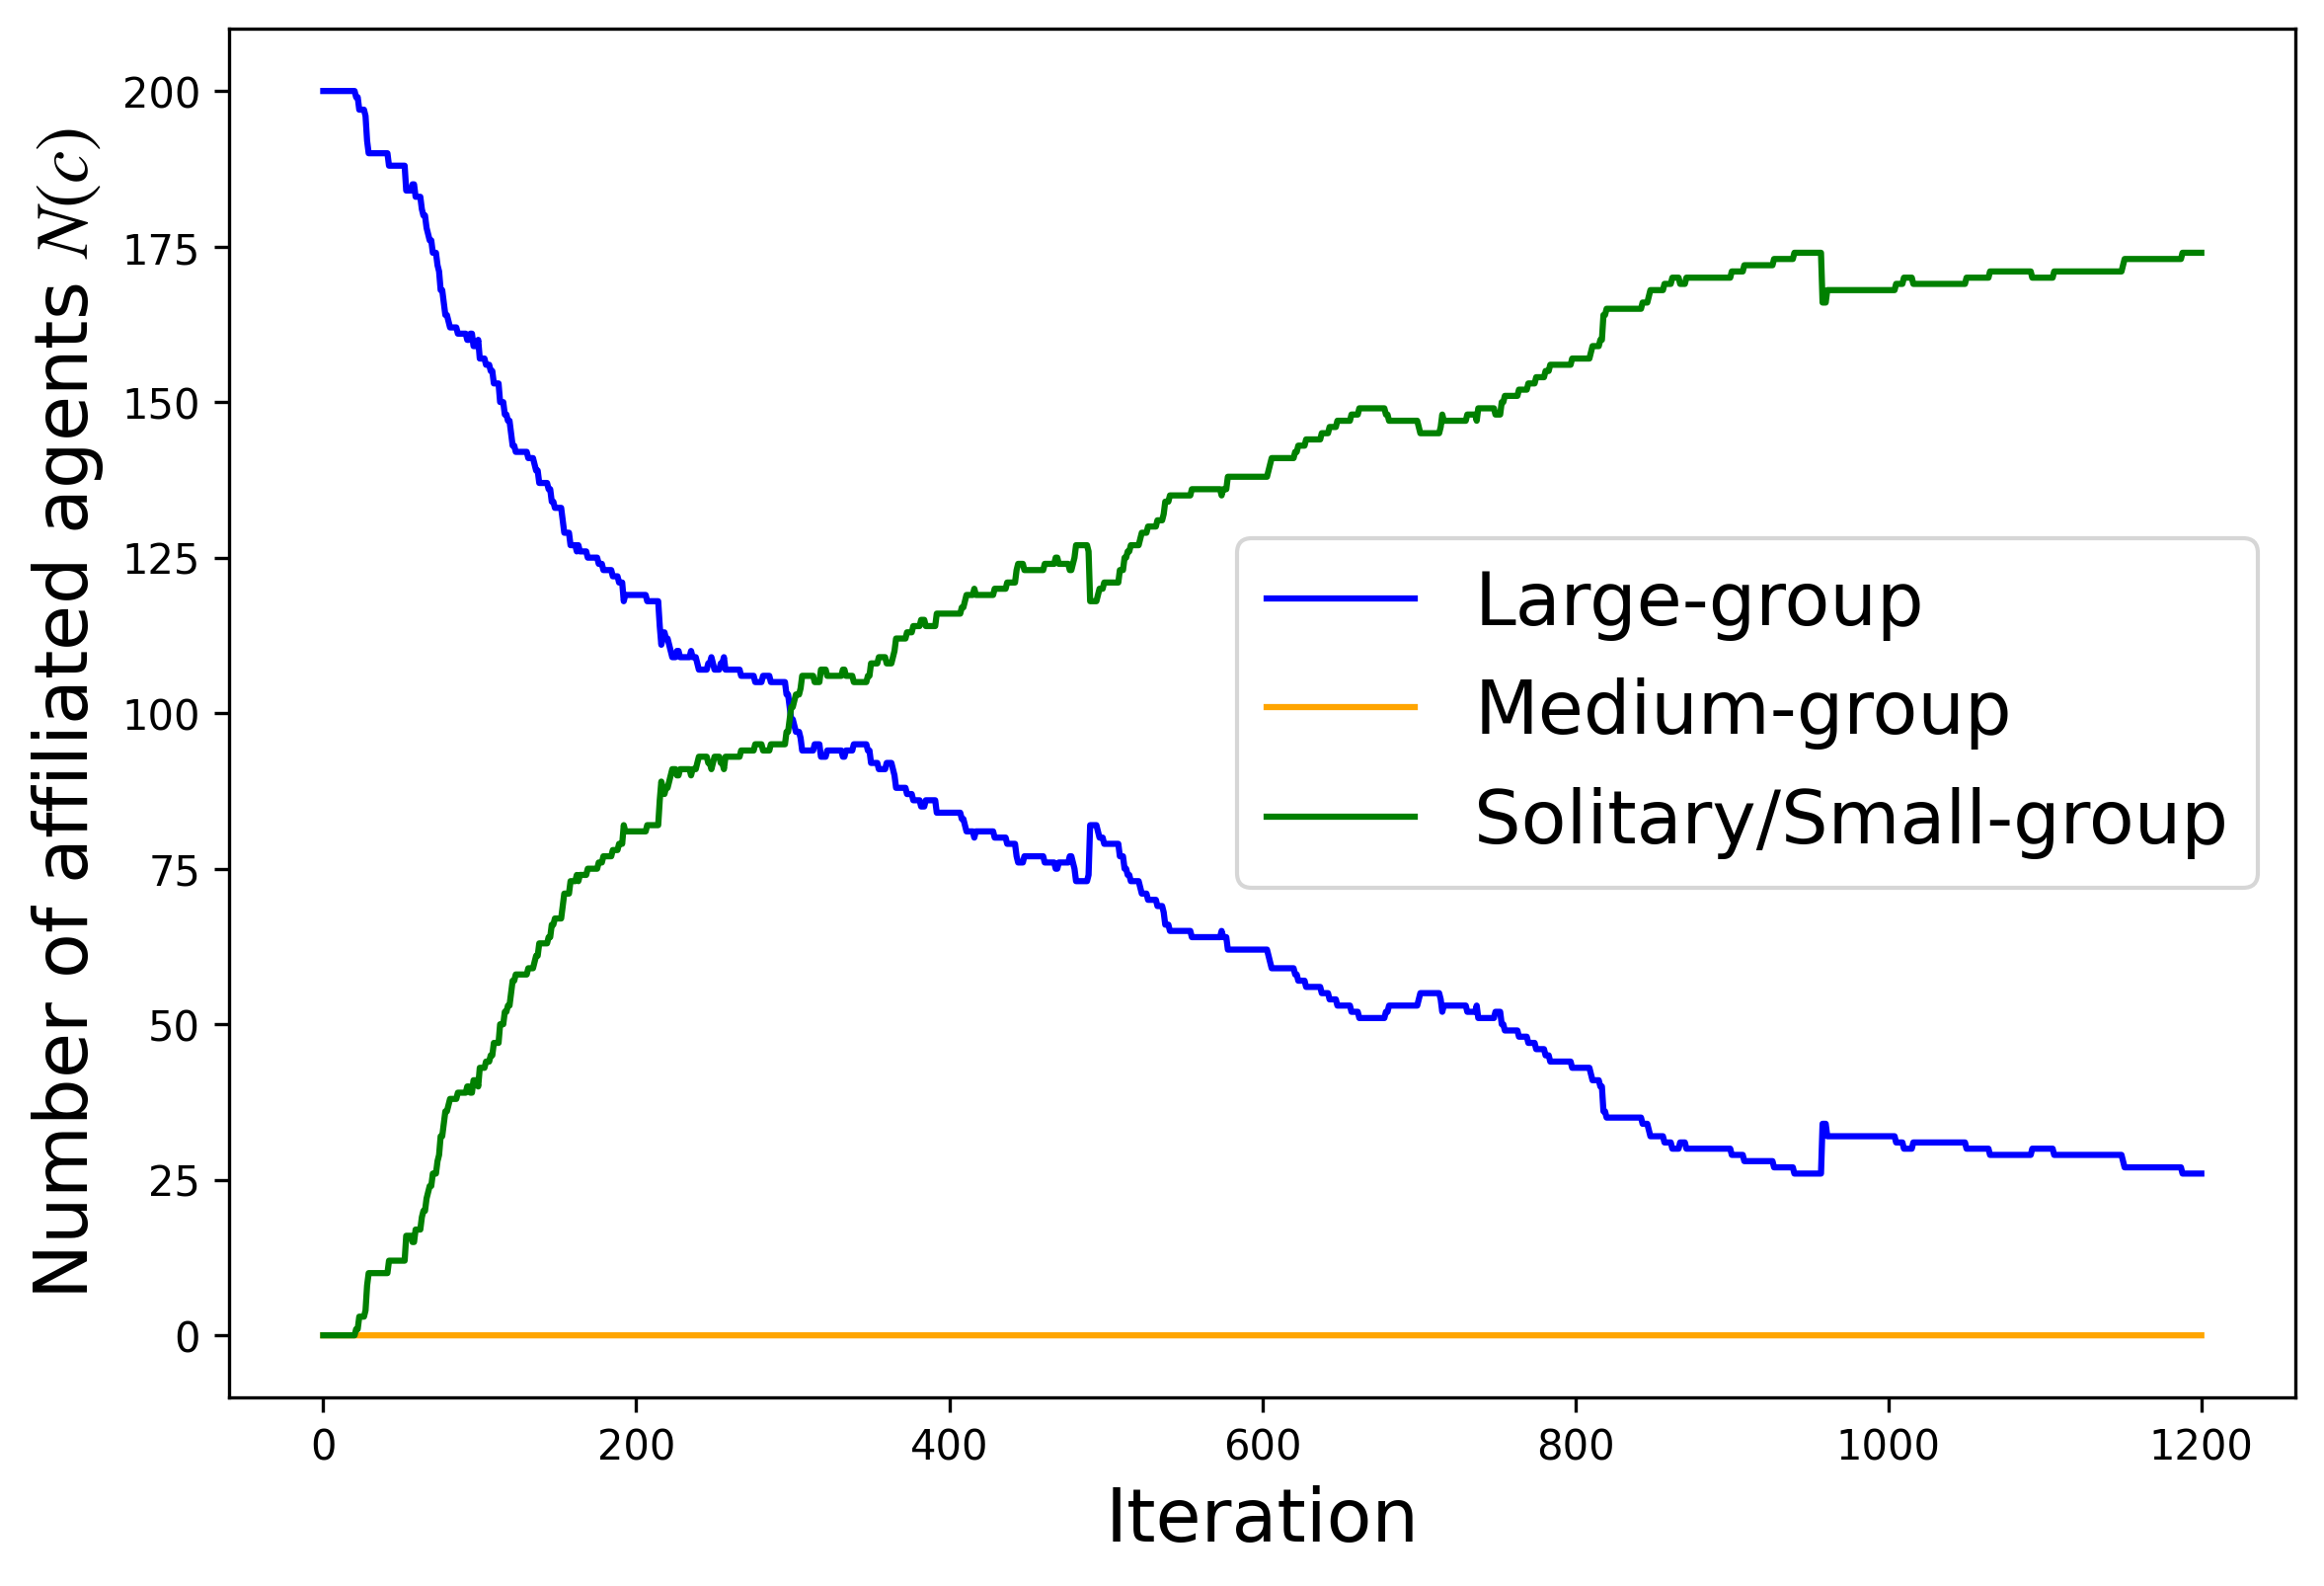 Number of affiliated agents N(c)
200
175
150
125
100
75
50
25
0
Large-group
Medium-group
Solitary/Small-group
0 200 400 600 800 1000 1200
Iteration